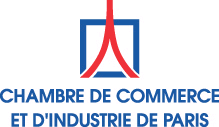 CHAMBRE DE COMMERCE
ET D'INDUSTRIE DE PARIS